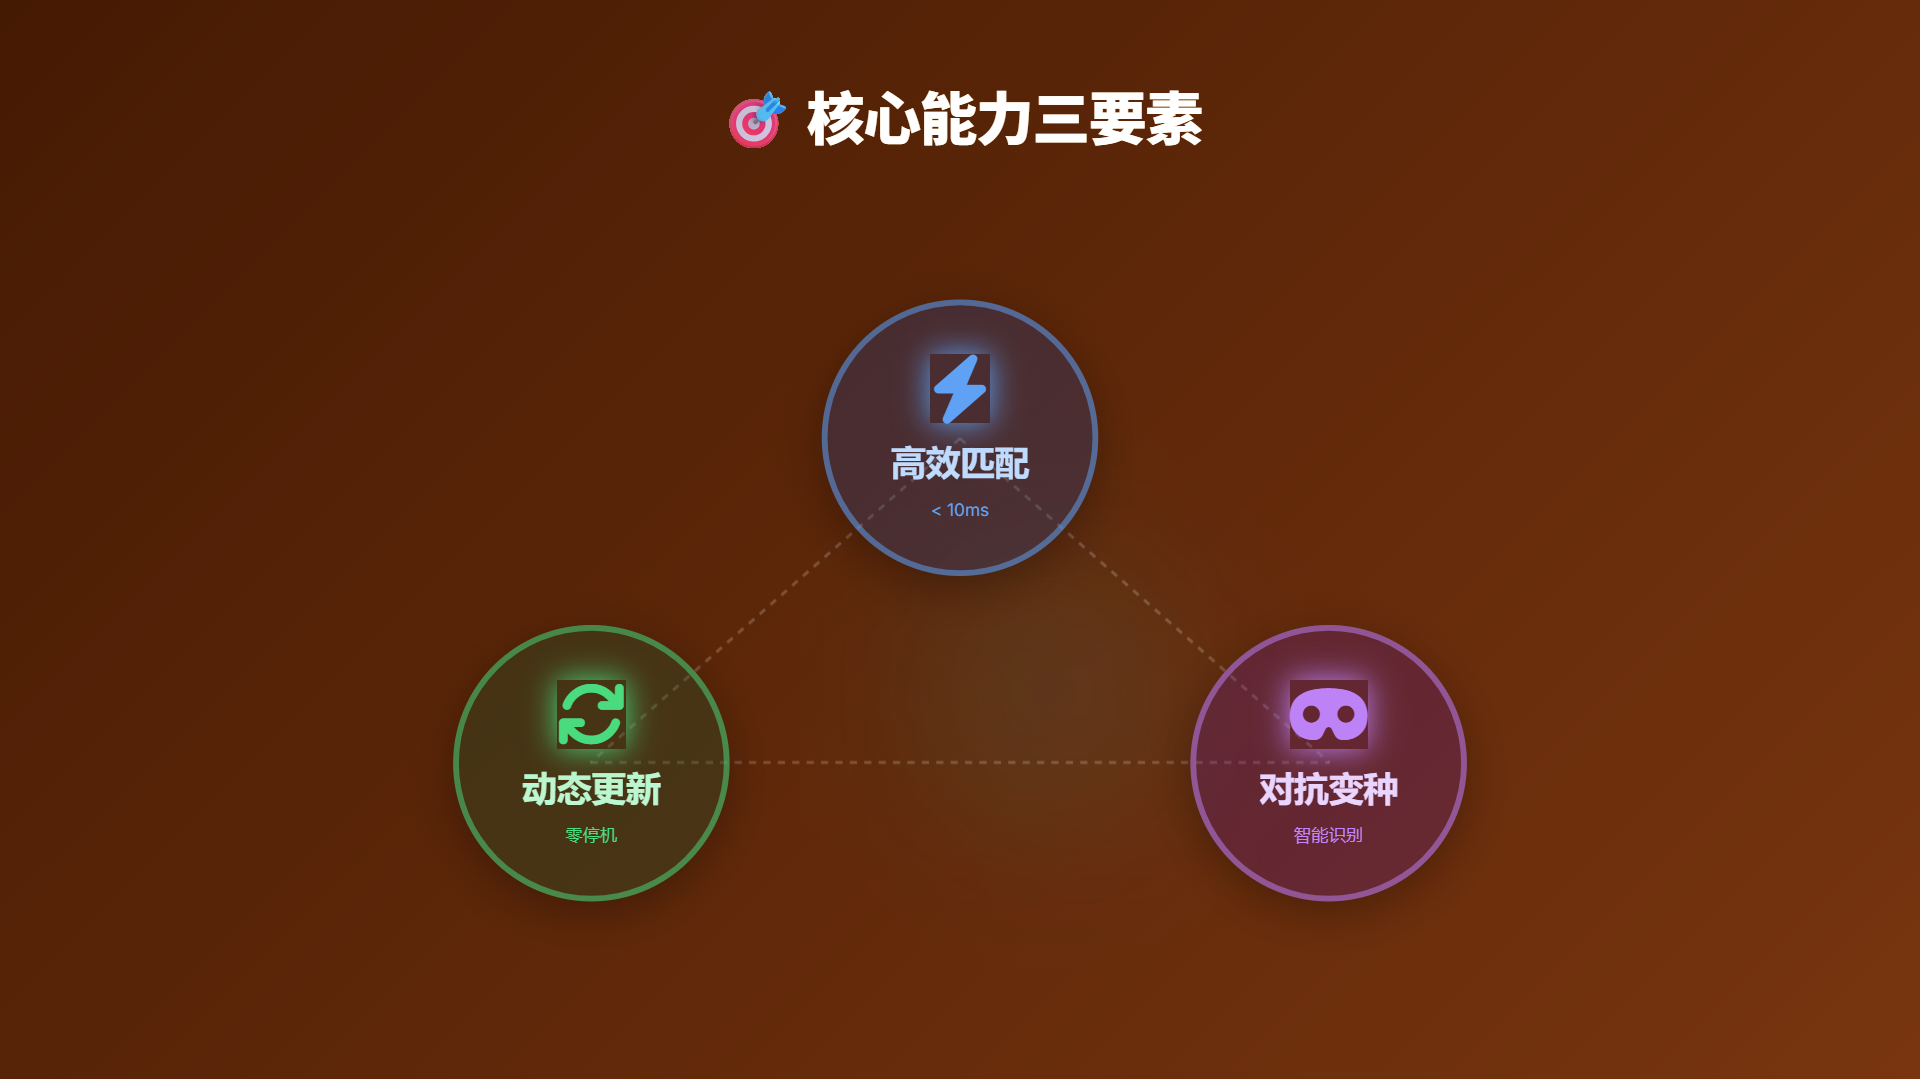 🎯 核心能力三要素
高效匹配
< 10ms
动态更新
零停机
对抗变种
智能识别